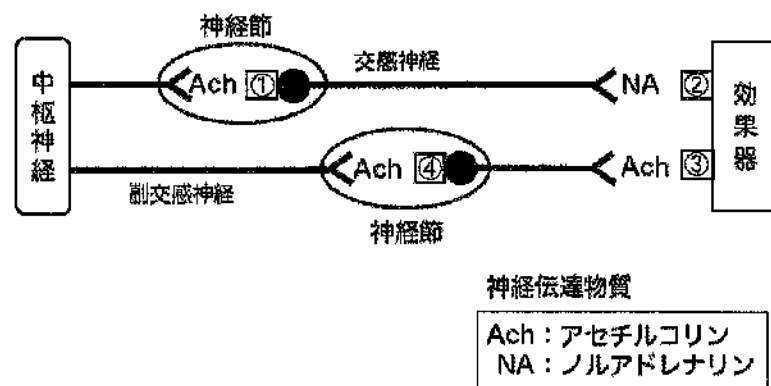 神経節
交感神経
中枢神経
Ach ①
NA ②
効果器
Ach ④
Ach ③
副交感神経
神経節
神経伝達物質
Ach：アセチルコリン
NA：ノルアドレナリン